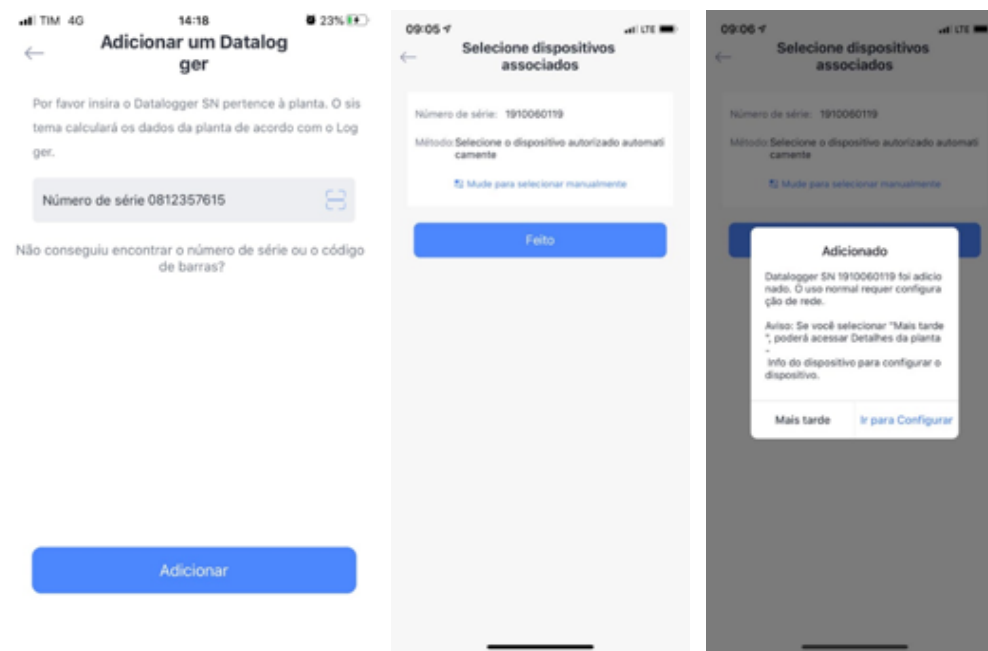 TIM 4G 14:18 23%
Adicionar um Datalog
ger
Por favor insira o Datalogger SN pertence à planta. O sis
tema calculará os dados da planta de acordo com o Log
ger.
Número de série 0812357615
Não conseguiu encontrar o número de série ou o código
de barras?
Adicionar
09:05 LTE
Selecione dispositivos
associados
Número de série: 1910060119
Método: Selecione o dispositivo autorizado automati
camente
Mude para selecionar manualmente
Feito
09:06 LTE
Selecione dispositivos
associados
Número de série: 1910060119
Método: Selecione o dispositivo autorizado automati
camente
Mude para selecionar manualmente
Adicionado
Datalogger SN 1910060119 foi adicio
nado. O uso normal requer configura
ção de rede.
Aviso: Se você selecionar "Mais tarde
", poderá acessar Detalhes da planta
-
Info do dispositivo para configurar o
dispositivo.
Mais tarde Ir para Configurar